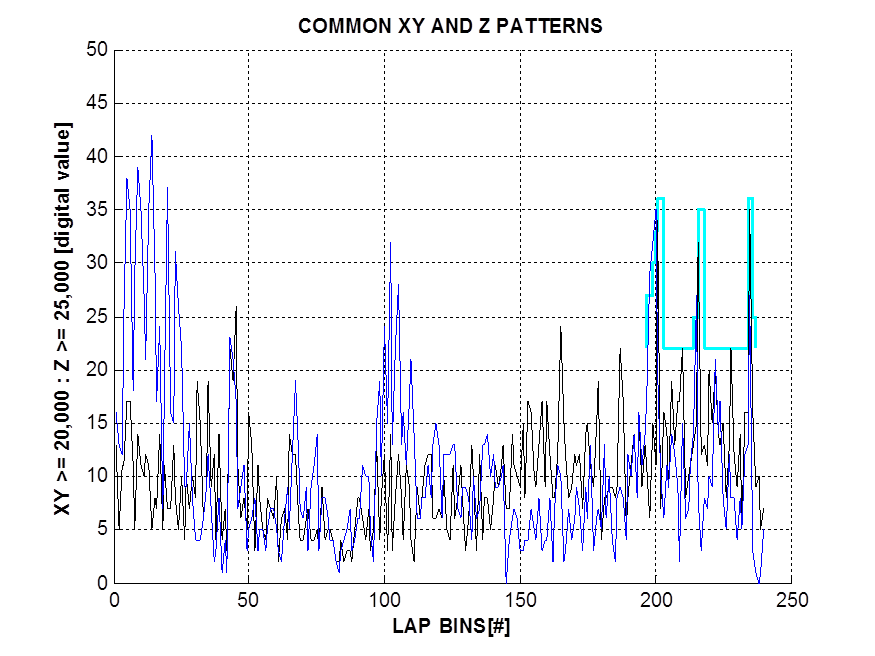 COMMON XY AND Z PATTERNS
XY >= 20,000 : Z >= 25,000 [digital value]
50
45
40
35
30
25
20
15
10
5
0
0 50 100 150 200 250
LAP BINS[#]